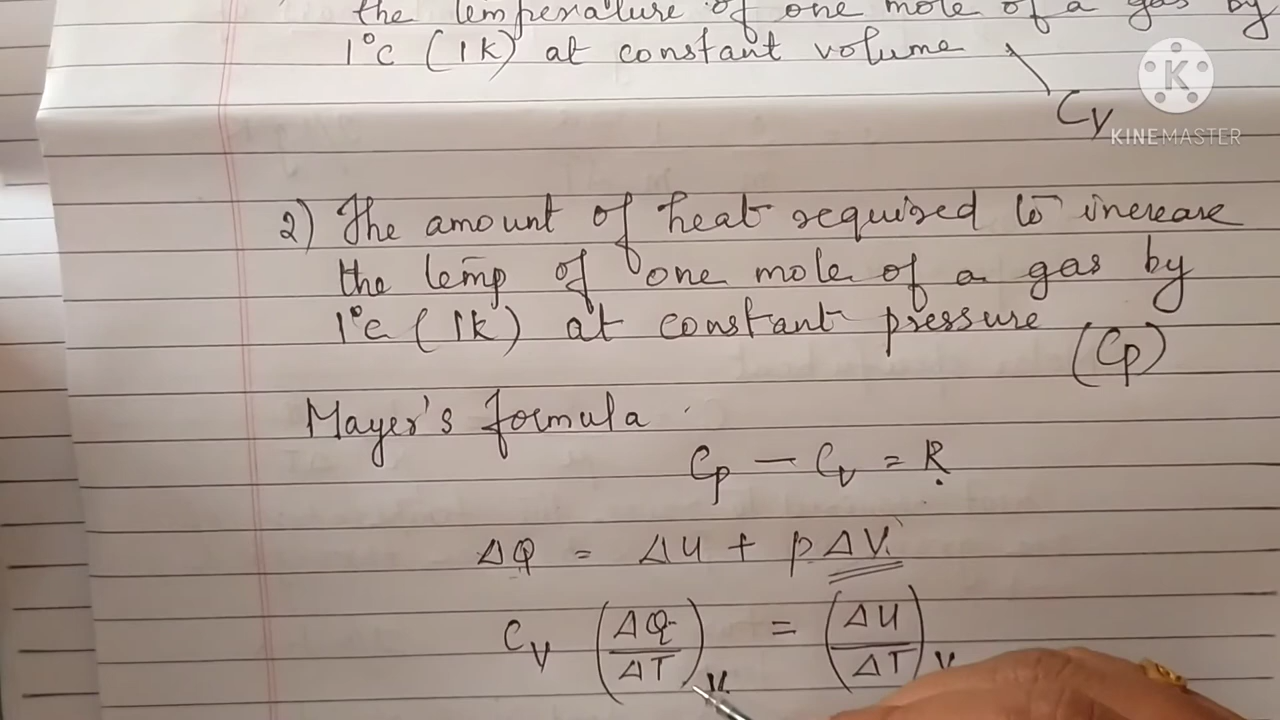 the temperature of one mole of a gas by
1°C (1K) at constant volume
Cv
K
KINEMASTER
2) The amount of heat required to increase
the temp of one mole of a gas by
1°C (1K) at constant pressure
(Cp)
Mayer's formula
Cp – Cv = R
ΔQ = ΔU + PΔV
Cv (ΔQ/ΔT)v = (ΔU/ΔT)v